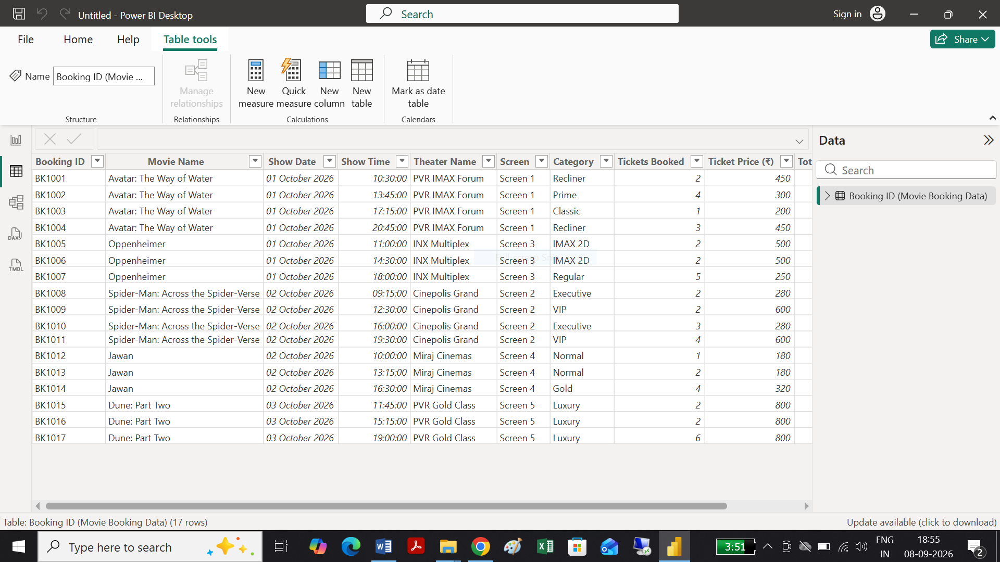 Untitled - Power BI Desktop
Search
Sign in
File Home Help Table tools
Share
Name Booking ID (Movie ...
Manage relationships
New measure
Quick measure
New column
New table
Mark as date table
Structure Relationships Calculations Calendars
Data
Search
Booking ID (Movie Booking Data)
Booking ID Movie Name Show Date Show Time Theater Name Screen Category Tickets Booked Ticket Price (₹) Tot
BK1001 Avatar: The Way of Water 01 October 2026 10:30:00 PVR IMAX Forum Screen 1 Recliner 2 450
BK1002 Avatar: The Way of Water 01 October 2026 13:45:00 PVR IMAX Forum Screen 1 Prime 4 300
BK1003 Avatar: The Way of Water 01 October 2026 17:15:00 PVR IMAX Forum Screen 1 Classic 1 200
BK1004 Avatar: The Way of Water 01 October 2026 20:45:00 PVR IMAX Forum Screen 1 Recliner 3 450
BK1005 Oppenheimer 01 October 2026 11:00:00 INX Multiplex Screen 3 IMAX 2D 2 500
BK1006 Oppenheimer 01 October 2026 14:30:00 INX Multiplex Screen 3 IMAX 2D 2 500
BK1007 Oppenheimer 01 October 2026 18:00:00 INX Multiplex Screen 3 Regular 5 250
BK1008 Spider-Man: Across the Spider-Verse 02 October 2026 09:15:00 Cinepolis Grand Screen 2 Executive 2 280
BK1009 Spider-Man: Across the Spider-Verse 02 October 2026 12:30:00 Cinepolis Grand Screen 2 VIP 2 600
BK1010 Spider-Man: Across the Spider-Verse 02 October 2026 16:00:00 Cinepolis Grand Screen 2 Executive 3 280
BK1011 Spider-Man: Across the Spider-Verse 02 October 2026 19:30:00 Cinepolis Grand Screen 2 VIP 4 600
BK1012 Jawan 02 October 2026 10:00:00 Miraj Cinemas Screen 4 Normal 1 180
BK1013 Jawan 02 October 2026 13:15:00 Miraj Cinemas Screen 4 Normal 2 180
BK1014 Jawan 02 October 2026 16:30:00 Miraj Cinemas Screen 4 Gold 4 320
BK1015 Dune: Part Two 03 October 2026 11:45:00 PVR Gold Class Screen 5 Luxury 2 800
BK1016 Dune: Part Two 03 October 2026 15:15:00 PVR Gold Class Screen 5 Luxury 2 800
BK1017 Dune: Part Two 03 October 2026 19:00:00 PVR Gold Class Screen 5 Luxury 6 800
DAX
TMDL
Table: Booking ID (Movie Booking Data) (17 rows)
Update available (click to download)
Type here to search
3:51
ENG
IN
18:55
08-09-2026
2